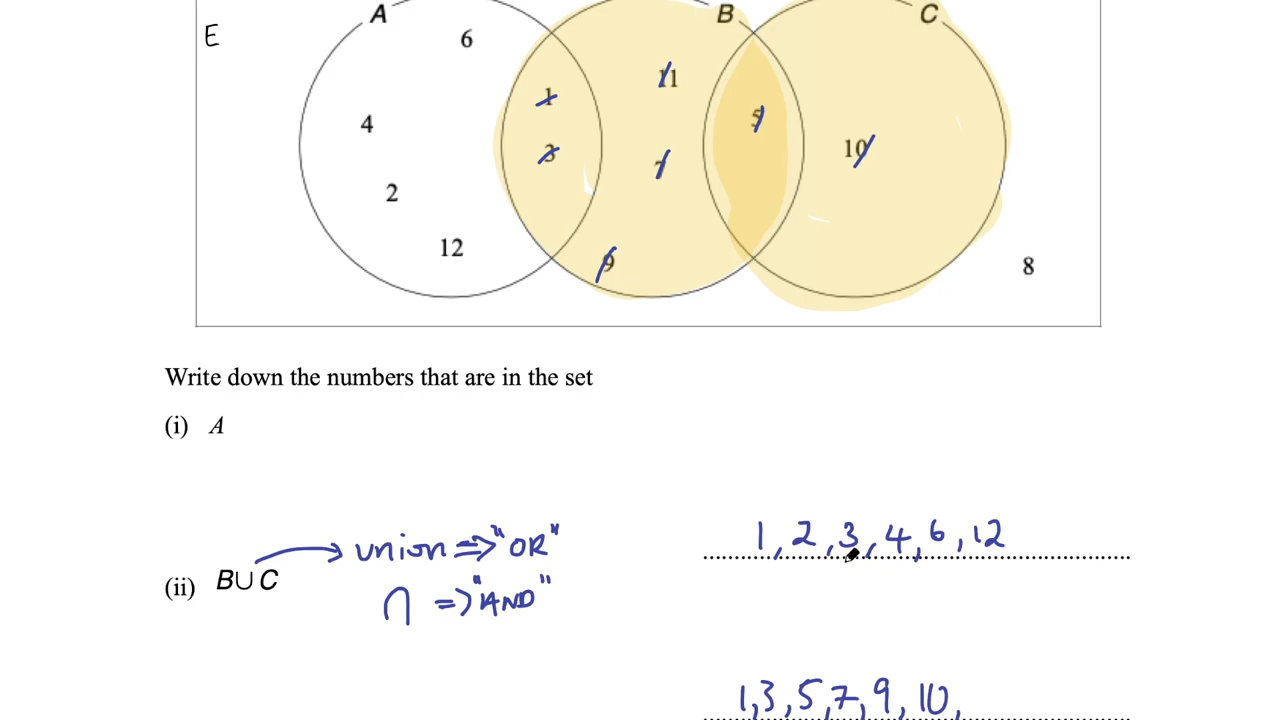 A B C
E
6
1 11
4 5
3 7 10
2
12
9 8
Write down the numbers that are in the set
(i) A
1, 2, 3, 4, 6, 12
union => "OR"
(ii) B∪C
∩ => "AND"
1, 3, 5, 7, 9, 10,